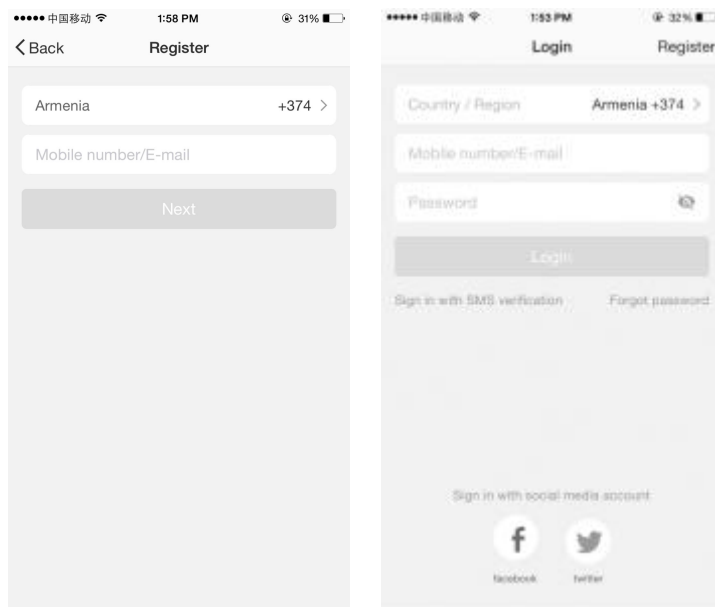 中国移动 1:58 PM 31%
Back Register
Armenia +374
Mobile number/E-mail
Next
中国移动 1:53 PM 32%
Login Register
Country / Region Armenia +374
Mobile number/E-mail
Password
Login
Sign in with SMS verification Forgot password
Sign in with social media account
facebook twitter